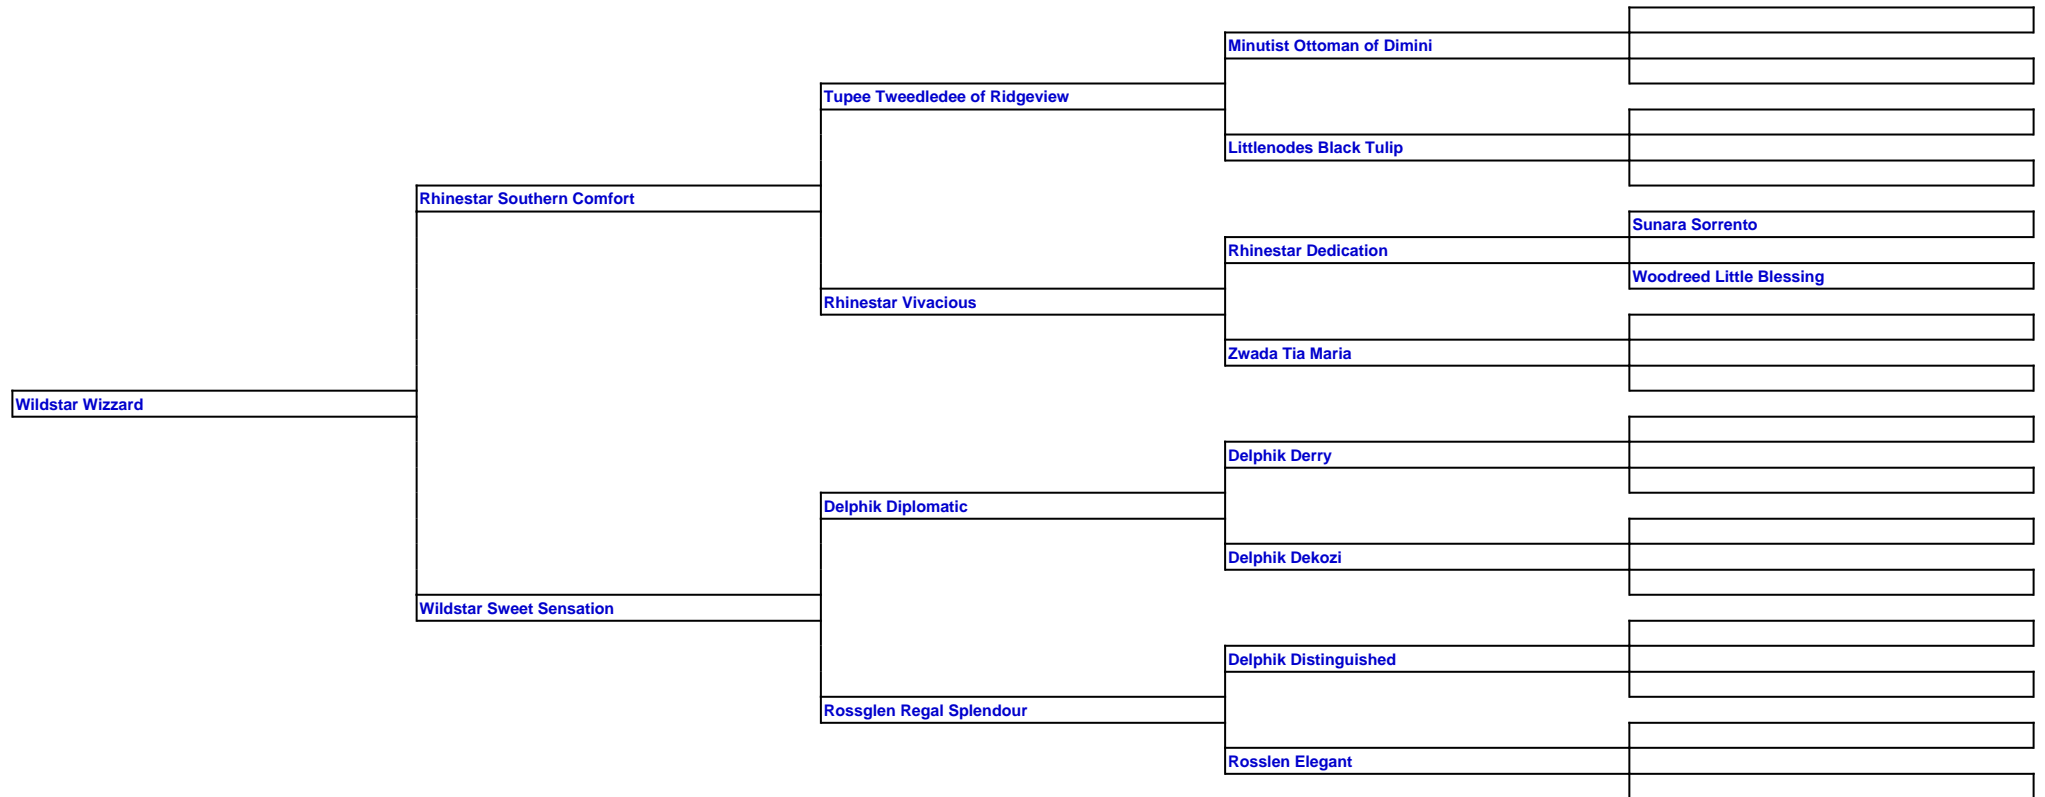 Minutist Ottoman of Dimini
Tupee Tweedledee of Ridgeview
Littlenodes Black Tulip
Rhinestar Southern Comfort
Sunara Sorrento
Rhinestar Dedication
Woodreed Little Blessing
Rhinestar Vivacious
Zwada Tia Maria
Wildstar Wizzard
Delphik Derry
Delphik Diplomatic
Delphik Dekozi
Wildstar Sweet Sensation
Delphik Distinguished
Rossglen Regal Splendour
Rosslen Elegant